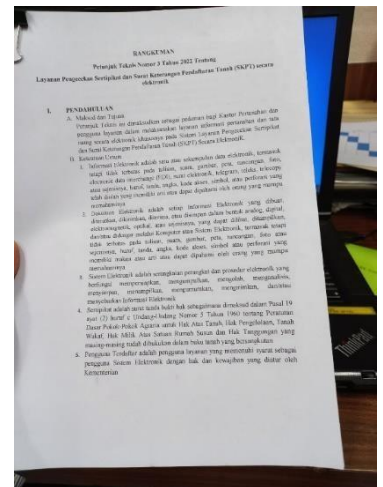 RANGKUMAN
Petunjuk Teknis Nomor 3 Tahun 2022 Tentang
Layanan Pengecekan Sertipikat dan Surat Keterangan Pendaftaran Tanah (SKPT) secara
elektronik
I. PENDAHULUAN
A. Maksud dan Tujuan
Petunjuk Teknis ini dimaksudkan sebagai pedoman bagi Kantor Pertanahan dan
pengguna layanan dalam melaksanakan layanan informasi pertanahan dan tata
ruang secara elektronik khususnya pada Sistem Layanan Pengecekan Sertipikat
dan Surat Keterangan Pendaftaran Tanah (SKPT) Secara Elektronik.
B. Ketentuan Umum
1. Informasi Elektronik adalah satu atau sekumpulan data elektronik, termasuk
tetapi tidak terbatas pada tulisan, suara, gambar, peta, rancangan, foto,
electronic data interchange (EDI), surat elektronik, telegram, teleks, telecopy
atau sejenisnya, huruf, tanda, angka, kode akses, simbol, atau perforasi yang
telah diolah yang memiliki arti atau dapat dipahami oleh orang yang mampu
memahaminya
2. Dokumen Elektronik adalah setiap Informasi Elektronik yang dibuat,
diteruskan, dikirimkan, diterima, atau disimpan dalam bentuk analog, digital,
elektromagnetik, optikal, atau sejenisnya, yang dapat dilihat, ditampilkan,
dan/atau didengar melalui Komputer atau Sistem Elektronik, termasuk tetapi
tidak terbatas pada tulisan, suara, gambar, peta, rancangan, foto atau
sejenisnya, huruf, tanda, angka, kode akses, simbol atau perforasi yang
memiliki makna atau arti atau dapat dipahami oleh orang yang mampu
memahaminya
3. Sistem Elektronik adalah serangkaian perangkat dan prosedur elektronik yang
berfungsi mempersiapkan, mengumpulkan, mengolah, menganalisis,
menyimpan, menampilkan, mengumumkan, mengirimkan, dan/atau
menyebarkan Informasi Elektronik
4. Sertipikat adalah surat tanda bukti hak sebagaimana dimaksud dalam Pasal 19
ayat (2) huruf c Undang-Undang Nomor 5 Tahun 1960 tentang Peraturan
Dasar Pokok-Pokok Agraria untuk Hak Atas Tanah, Hak Pengelolaan, Tanah
Wakaf, Hak Milik Atas Satuan Rumah Susun dan Hak Tanggungan yang
masing-masing sudah dibukukan dalam buku tanah yang bersangkutan
5. Pengguna Terdaftar adalah pengguna layanan yang memenuhi syarat sebagai
pengguna Sistem Elektronik dengan hak dan kewajiban yang diatur oleh
Kementerian
ThinkPad